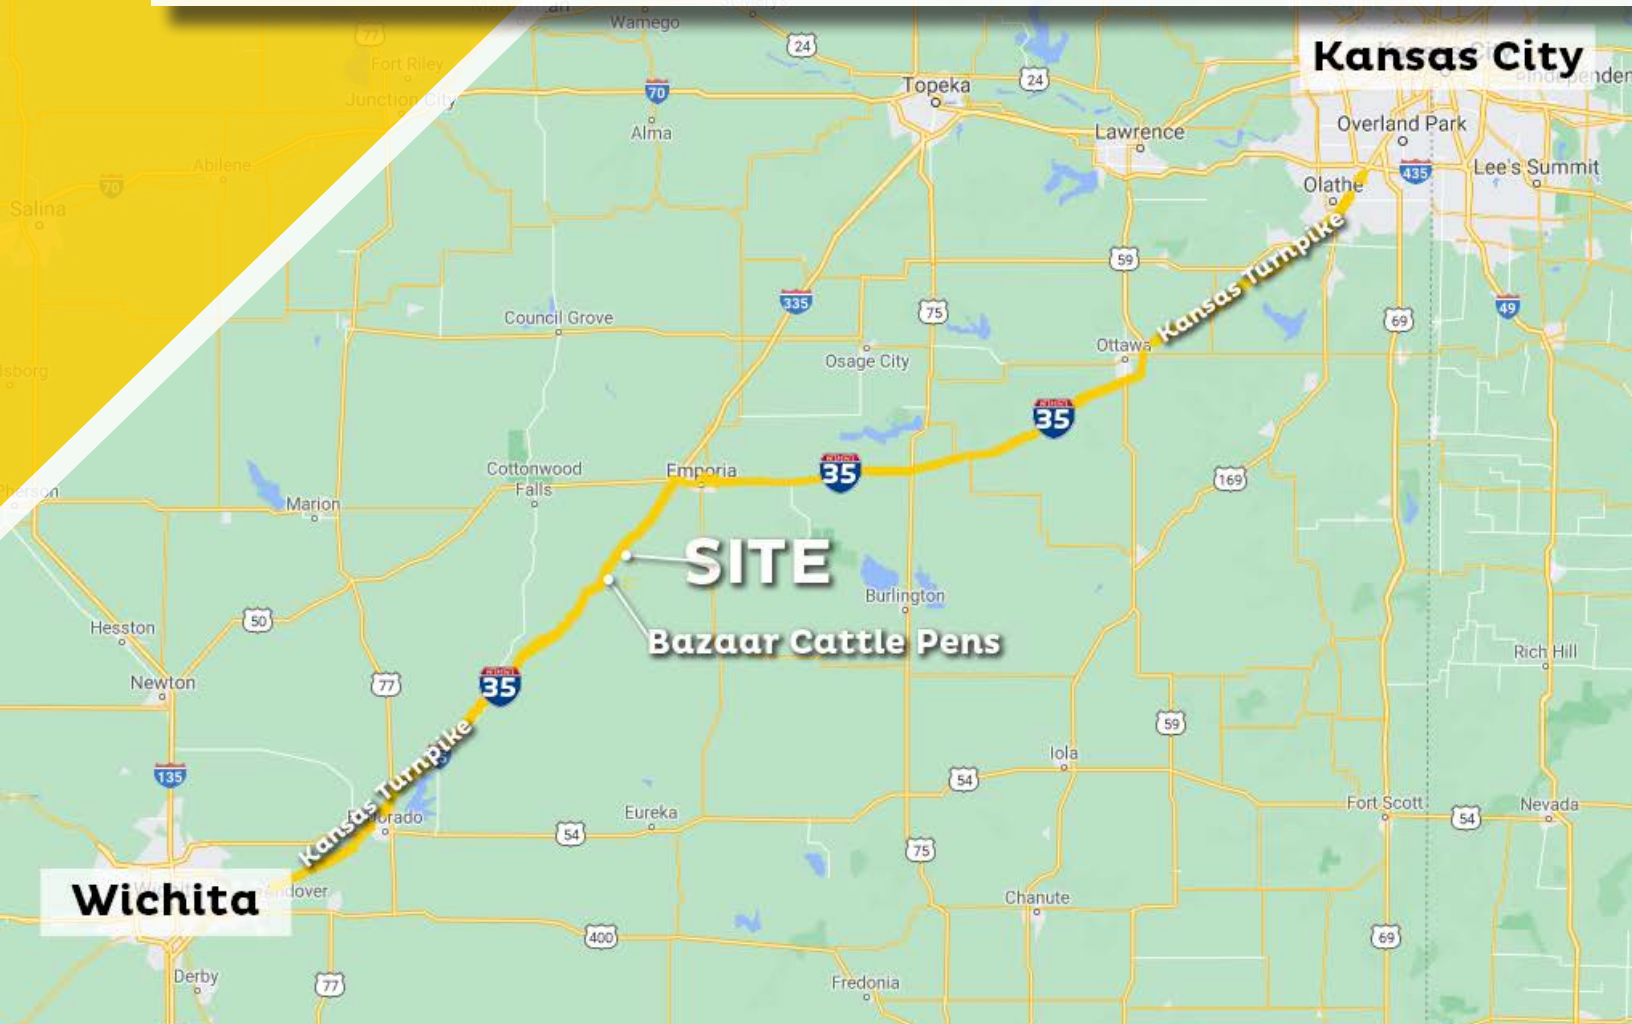 Wamego
Kansas City
77
24
Fort Riley
70
Topeka
24
Junction City
Alma
Lawrence
Overland Park
Abilene
435
Lee's Summit
70
Olathe
Salina
59
Kansas Turnpike
335
49
75
69
Council Grove
Ottawa
Osage City
35
Cottonwood
Falls
Emporia
35
169
Marion
SITE
Burlington
50
Hesston
Bazaar Cattle Pens
Rich Hill
Newton
77
35
59
Kansas Turnpike
Iola
135
54
Fort Scott
Nevada
Eureka
54
54
75
Wichita
Andover
Chanute
400
69
Derby
77
Fredonia